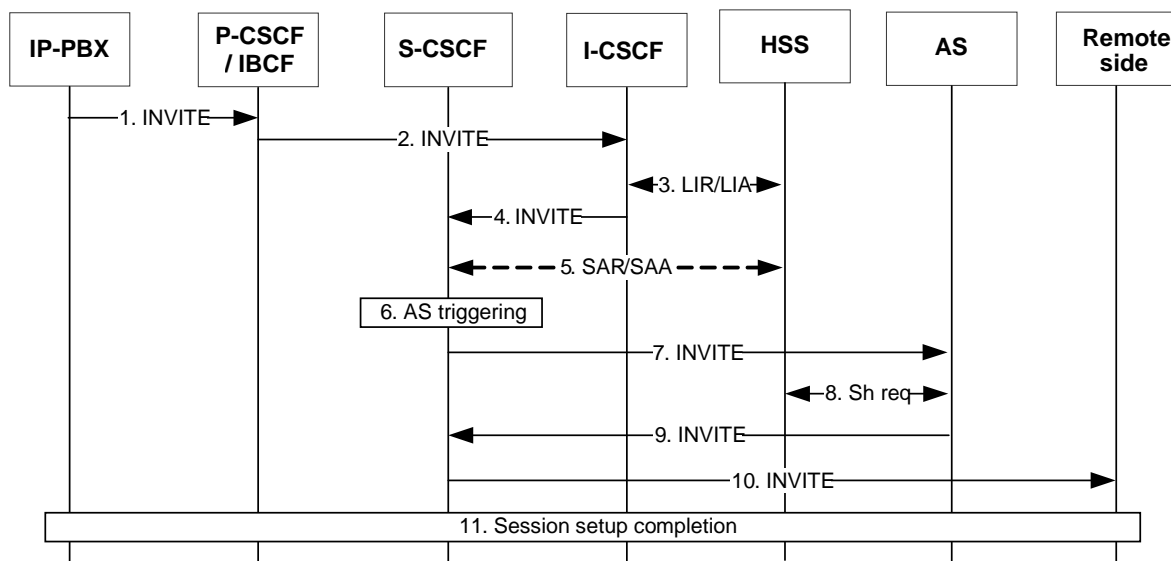 IP-PBX
P-CSCF
/ IBCF
S-CSCF
I-CSCF
HSS
AS
Remote
side
1. INVITE
2. INVITE
3. LIR/LIA
4. INVITE
5. SAR/SAA
6. AS triggering
7. INVITE
8. Sh req
9. INVITE
10. INVITE
11. Session setup completion